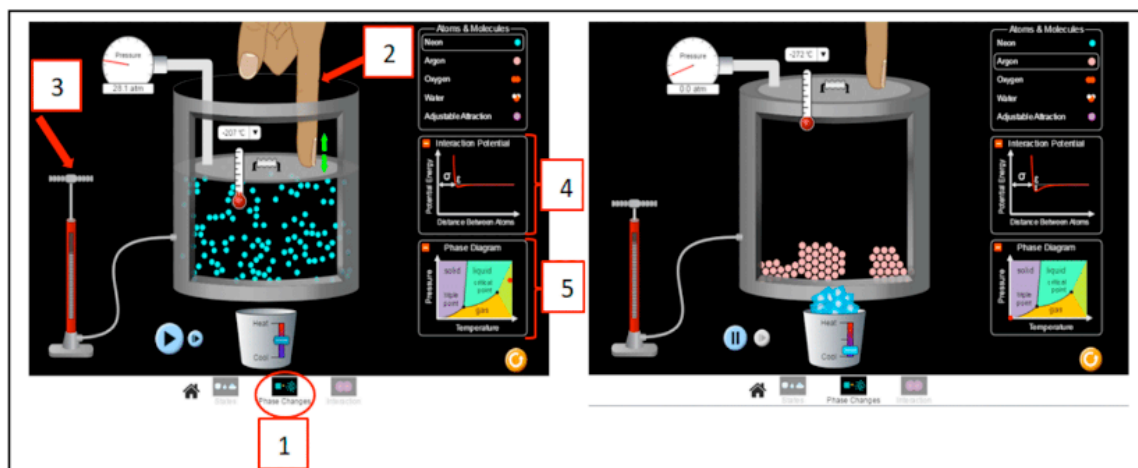 2
3
4
5
1
Pressure
28.1 atm
-207 °C
Atoms & Molecules
Neon
Argon
Oxygen
Water
Adjustable Attraction
Interaction Potential
Potential Energy
σ
ε
Distance Between Atoms
Phase Diagram
Pressure
solid
liquid
critical
point
triple
point
gas
Temperature
Heat
Cool
States
Phase Changes
Interaction
Pressure
0.0 atm
-272 °C
Atoms & Molecules
Neon
Argon
Oxygen
Water
Adjustable Attraction
Interaction Potential
Potential Energy
σ
ε
Distance Between Atoms
Phase Diagram
Pressure
solid
liquid
critical
point
triple
point
gas
Temperature
Heat
Cool
States
Phase Changes
Interaction